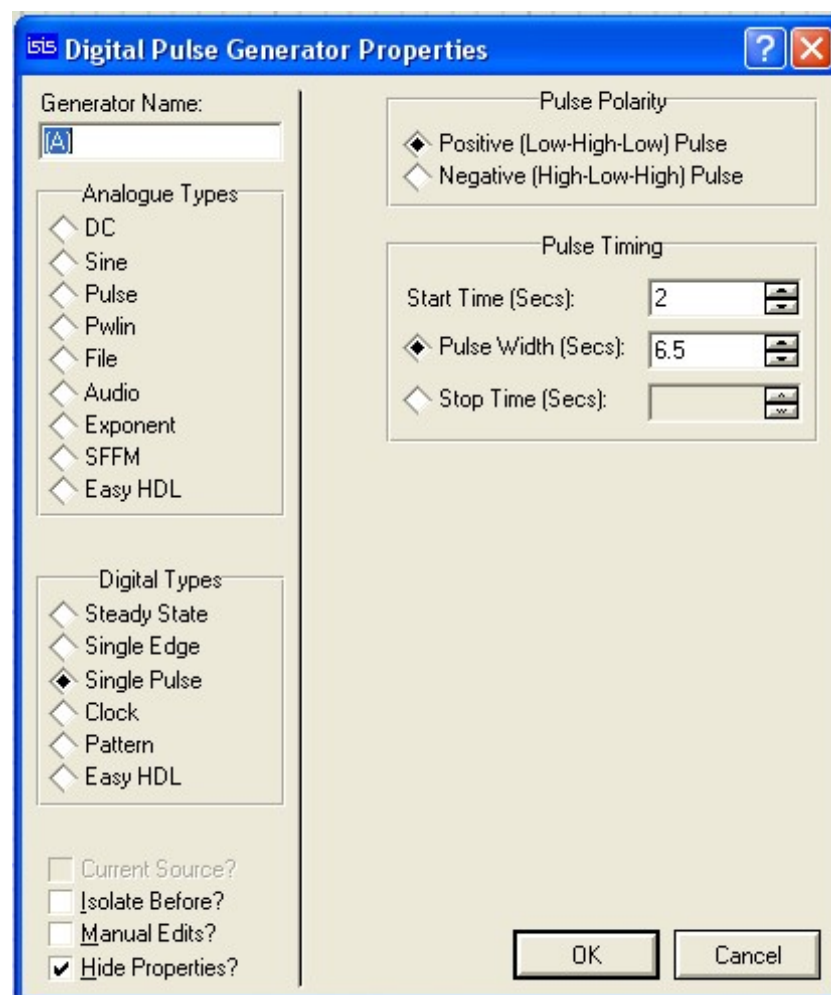 isis Digital Pulse Generator Properties
Generator Name:
(A)
Analogue Types
DC
Sine
Pulse
Pwlin
File
Audio
Exponent
SFFM
Easy HDL
Digital Types
Steady State
Single Edge
Single Pulse
Clock
Pattern
Easy HDL
Current Source?
Isolate Before?
Manual Edits?
Hide Properties?
Pulse Polarity
Positive (Low-High-Low) Pulse
Negative (High-Low-High) Pulse
Pulse Timing
Start Time (Secs): 2
Pulse Width (Secs): 6.5
Stop Time (Secs):
OK Cancel